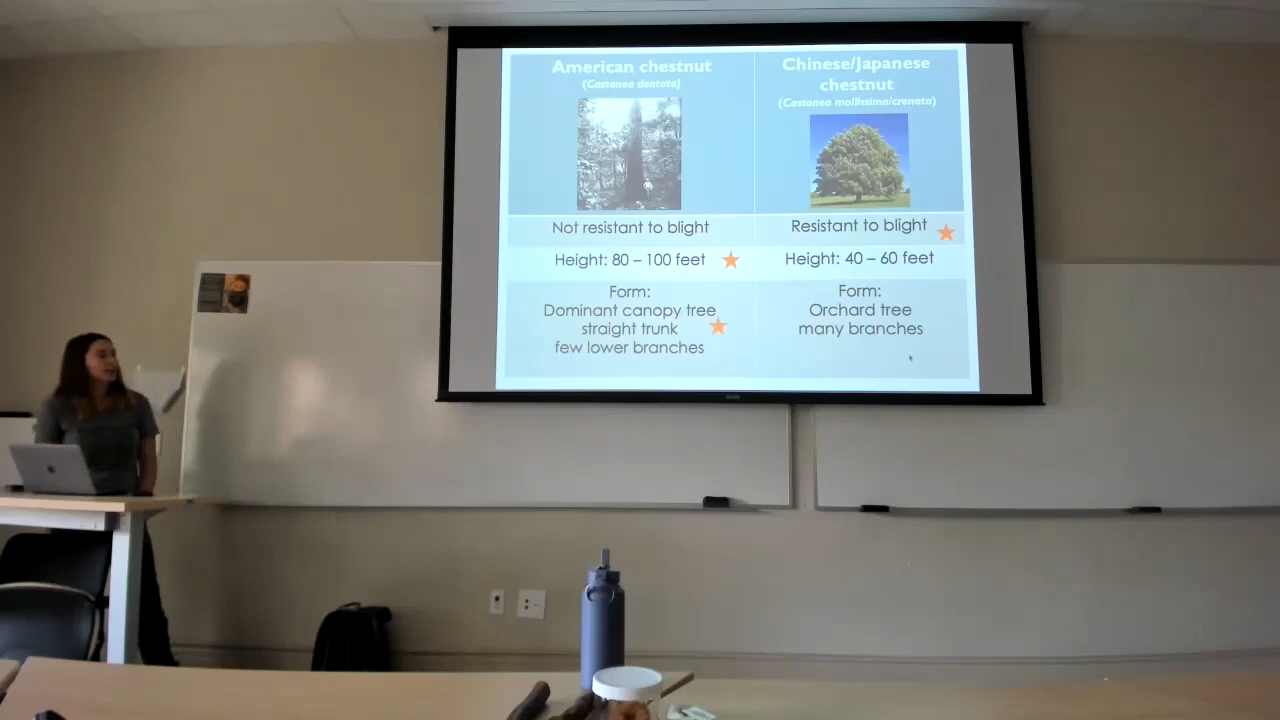 American chestnut
(Castanea dentata)
Chinese/Japanese
chestnut
(Castanea mollissima/crenata)
Not resistant to blight
Resistant to blight
Height: 80 – 100 feet
Height: 40 – 60 feet
Form:
Dominant canopy tree
straight trunk
few lower branches
Form:
Orchard tree
many branches